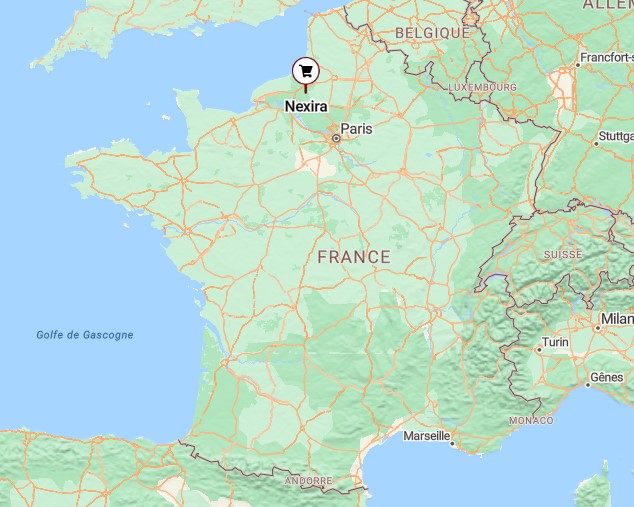 ALLEM
BELGIQUE
Francfort-s
LUXEMBOURG
Nexira
Paris
Stuttga
FRANCE
SUISSE
Golfe de Gascogne
Milan
Turin
Gênes
MONACO
Marseille
ANDORRE